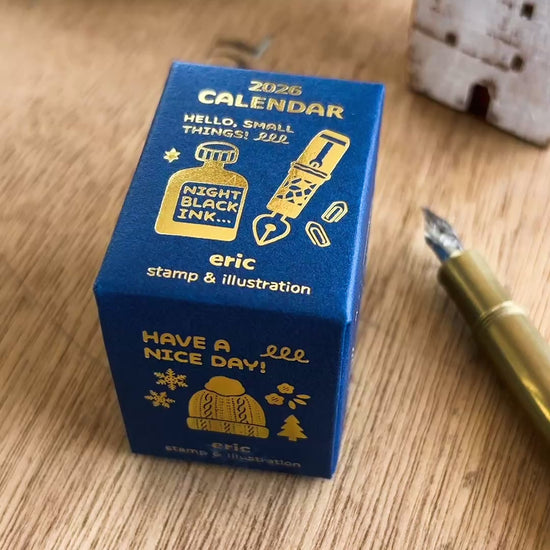 2026
CALENDAR
HELLO, SMALL
THINGS!
NIGHT
BLACK
INK...
eric
stamp & illustration
HAVE A
NICE DAY!
eric
stamp & illustration